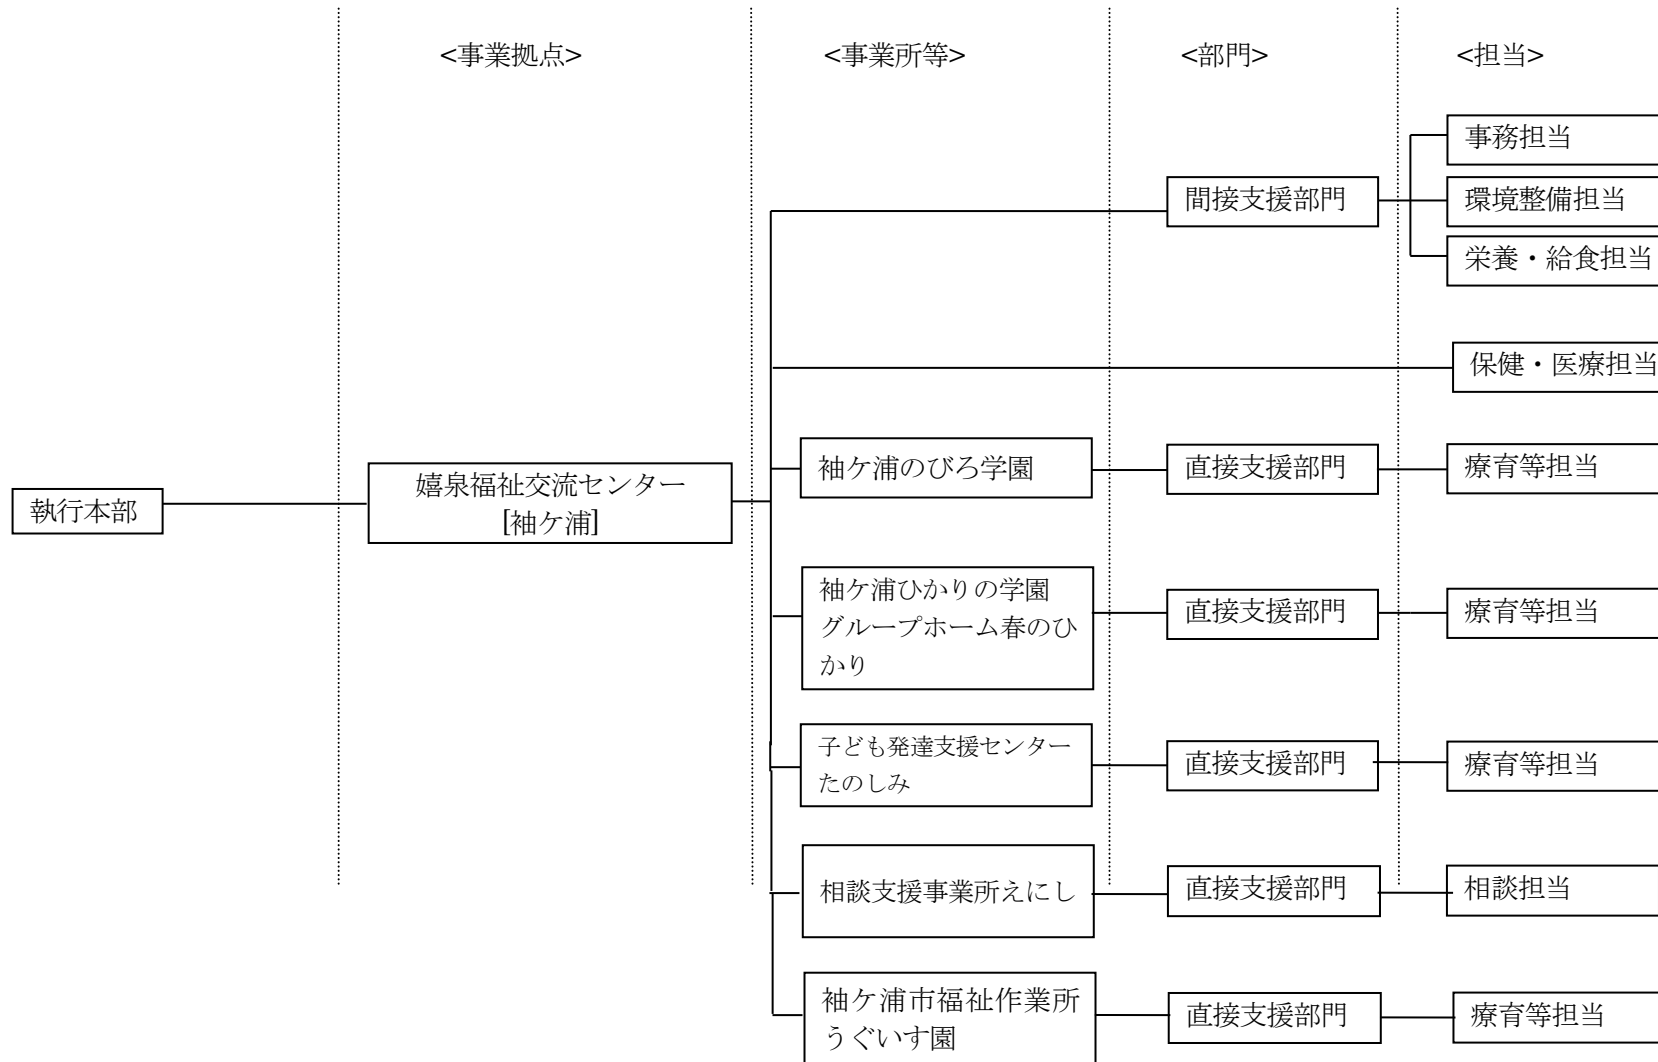 <事業拠点>
<事業所等>
<部門>
<担当>
事務担当
間接支援部門
環境整備担当
栄養・給食担当
保健・医療担当
執行本部
嬉泉福祉交流センター
[袖ケ浦]
袖ケ浦のびろ学園
直接支援部門
療育等担当
袖ケ浦ひかりの学園
グループホーム春のひ
かり
直接支援部門
療育等担当
子ども発達支援センター
たのしみ
直接支援部門
療育等担当
相談支援事業所えにし
直接支援部門
相談担当
袖ケ浦市福祉作業所
うぐいす園
直接支援部門
療育等担当